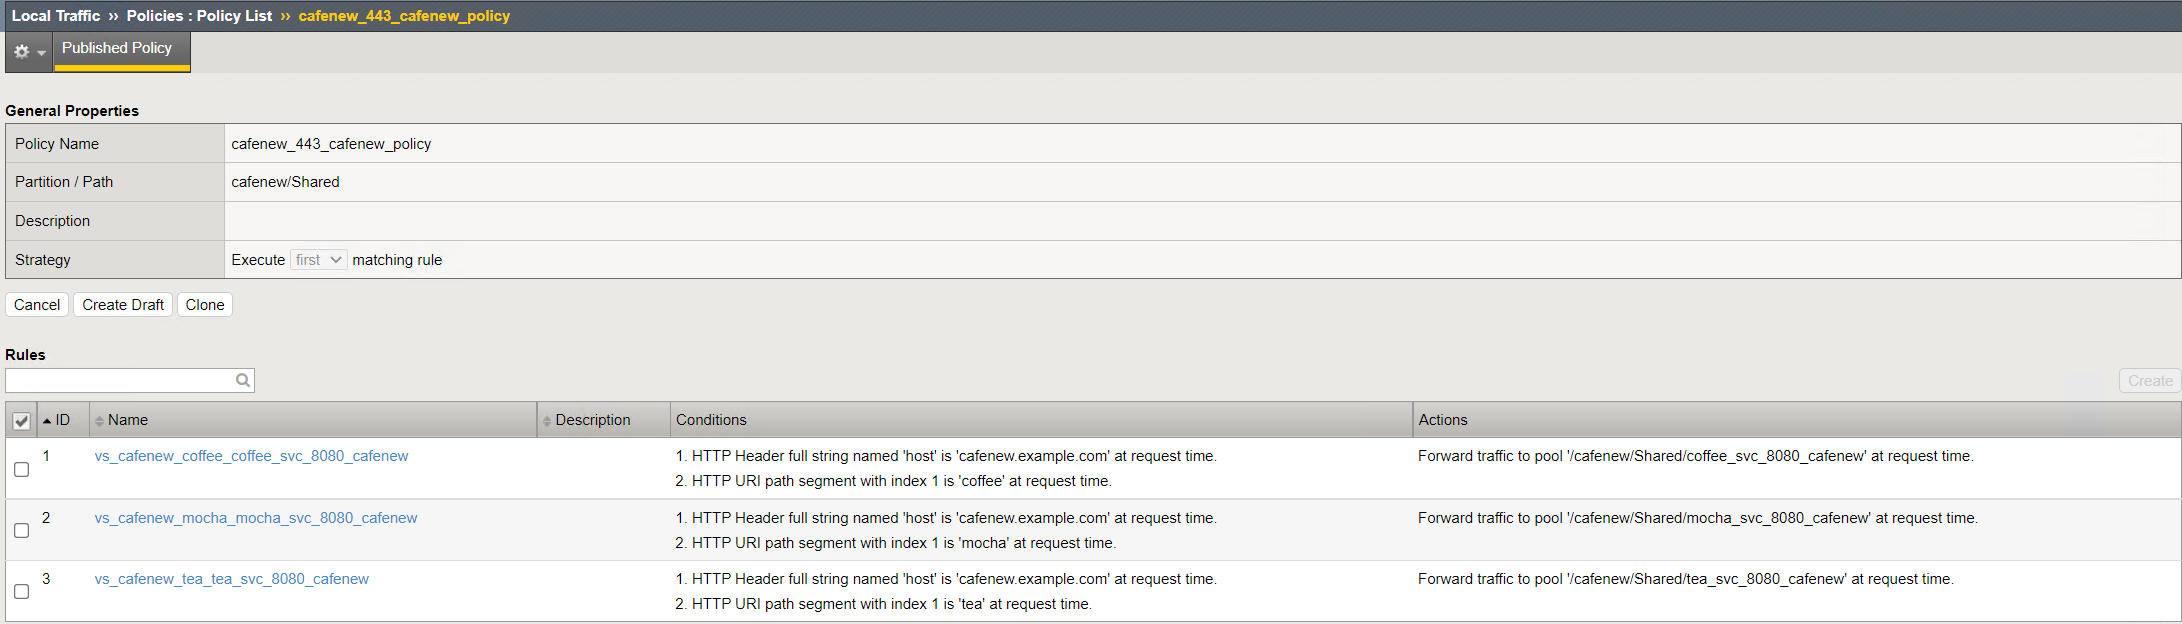 Local Traffic ›› Policies : Policy List ›› cafenew_443_cafenew_policy
Published Policy
General Properties
Policy Name cafenew_443_cafenew_policy
Partition / Path cafenew/Shared
Description
Strategy Execute first matching rule
Cancel Create Draft Clone
Rules
Create
ID Name Description Conditions Actions
1 vs_cafenew_coffee_coffee_svc_8080_cafenew 1. HTTP Header full string named 'host' is 'cafenew.example.com' at request time. Forward traffic to pool '/cafenew/Shared/coffee_svc_8080_cafenew' at request time.
2. HTTP URI path segment with index 1 is 'coffee' at request time.
2 vs_cafenew_mocha_mocha_svc_8080_cafenew 1. HTTP Header full string named 'host' is 'cafenew.example.com' at request time. Forward traffic to pool '/cafenew/Shared/mocha_svc_8080_cafenew' at request time.
2. HTTP URI path segment with index 1 is 'mocha' at request time.
3 vs_cafenew_tea_tea_svc_8080_cafenew 1. HTTP Header full string named 'host' is 'cafenew.example.com' at request time. Forward traffic to pool '/cafenew/Shared/tea_svc_8080_cafenew' at request time.
2. HTTP URI path segment with index 1 is 'tea' at request time.